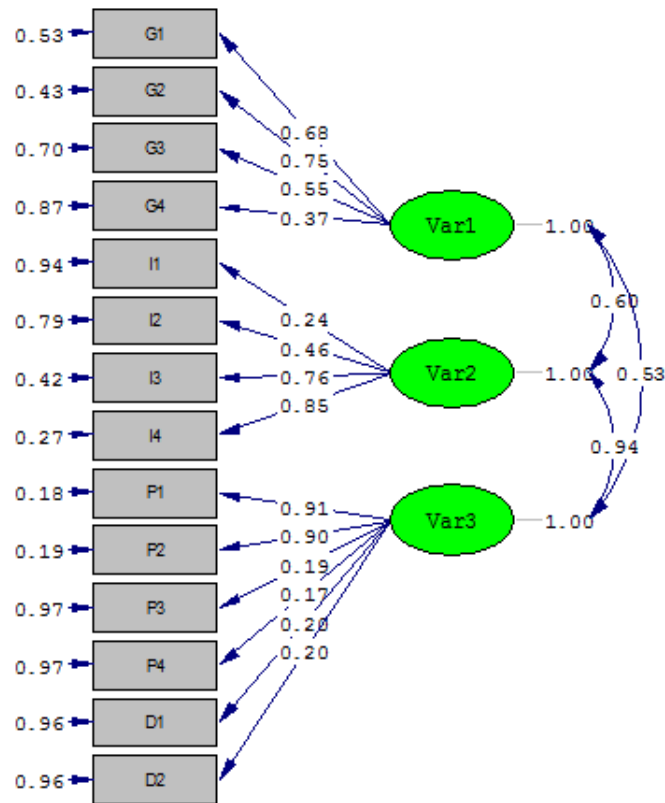 0.53 G1
0.43 G2
0.70 G3
0.87 G4
0.94 I1
0.79 I2
0.42 I3
0.27 I4
0.18 P1
0.19 P2
0.97 P3
0.97 P4
0.96 D1
0.96 D2
0.68
0.75
0.55
0.37
0.24
0.46
0.76
0.85
0.91
0.90
0.19
0.17
0.20
0.20
Var1 1.00
Var2 1.00
Var3 1.00
0.60
0.53
0.94